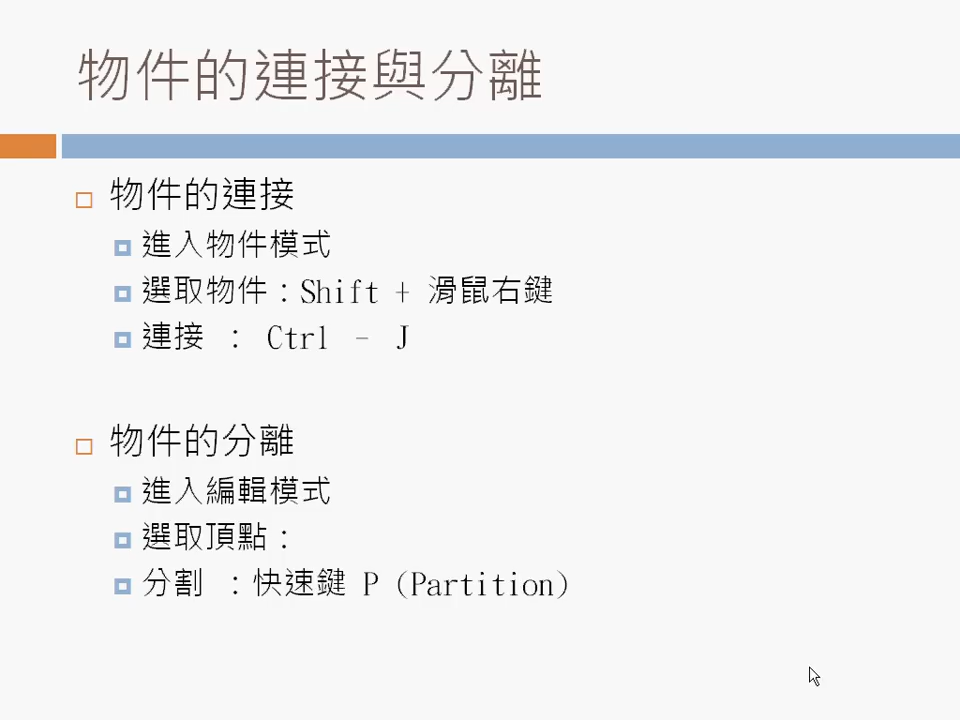 物件的連接與分離
物件的連接
進入物件模式
選取物件：Shift + 滑鼠右鍵
連接 ： Ctrl – J
物件的分離
進入編輯模式
選取頂點：
分割 ：快速鍵 P (Partition)